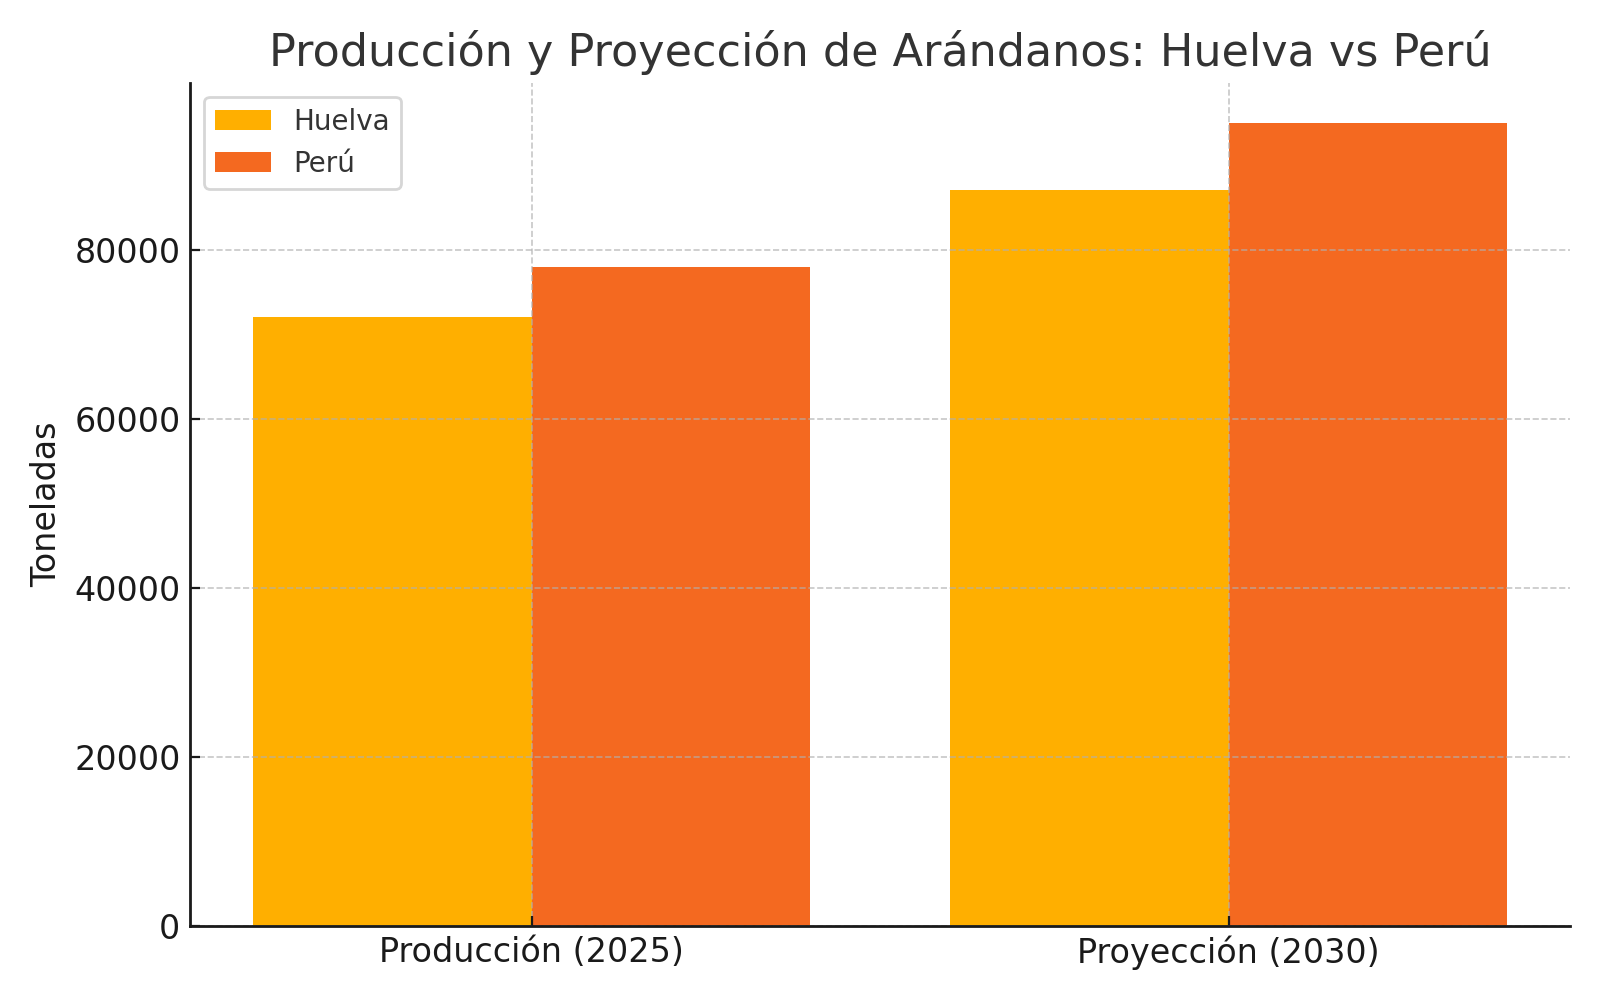 Producción y Proyección de Arándanos: Huelva vs Perú
Huelva
Perú
80000
60000
40000
20000
0
Toneladas
Producción (2025)
Proyección (2030)